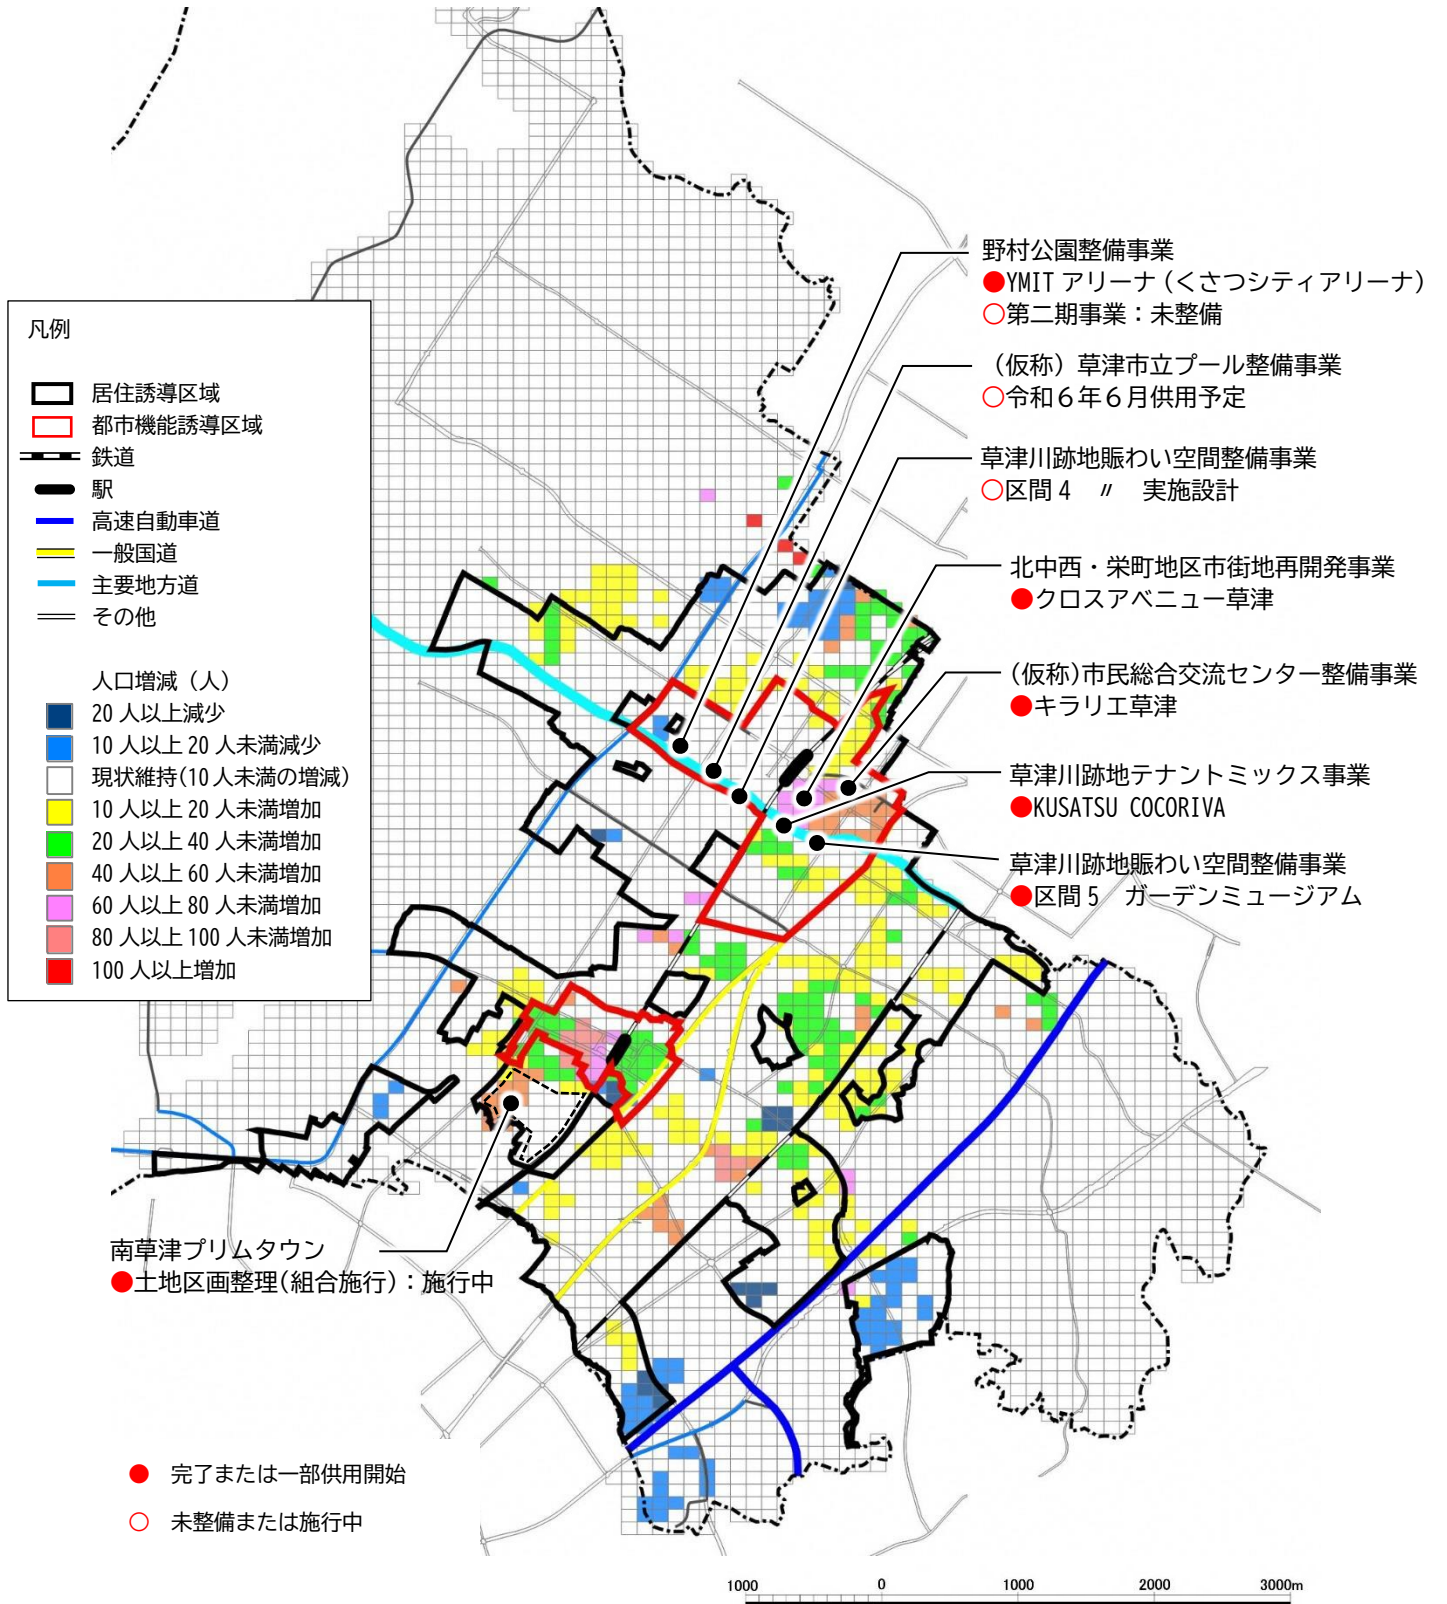 野村公園整備事業
●YMIT アリーナ(くさつシティアリーナ)
○第二期事業：未整備
（仮称）草津市立プール整備事業
○令和６年６月供用予定
草津川跡地賑わい空間整備事業
○区間 4　〃　実施設計
北中西・栄町地区市街地再開発事業
●クロスアベニュー草津
(仮称)市民総合交流センター整備事業
●キラリエ草津
草津川跡地テナントミックス事業
●KUSATSU COCORIVA
草津川跡地賑わい空間整備事業
●区間 5　ガーデンミュージアム
凡例
居住誘導区域
都市機能誘導区域
鉄道
駅
高速自動車道
一般国道
主要地方道
その他
人口増減（人）
20 人以上減少
10 人以上 20 人未満減少
現状維持(10 人未満の増減)
10 人以上 20 人未満増加
20 人以上 40 人未満増加
40 人以上 60 人未満増加
60 人以上 80 人未満増加
80 人以上 100 人未満増加
100 人以上増加
南草津プリムタウン
●土地区画整理(組合施行)：施行中
● 完了または一部供用開始
○ 未整備または施行中
1000 0 1000 2000 3000m